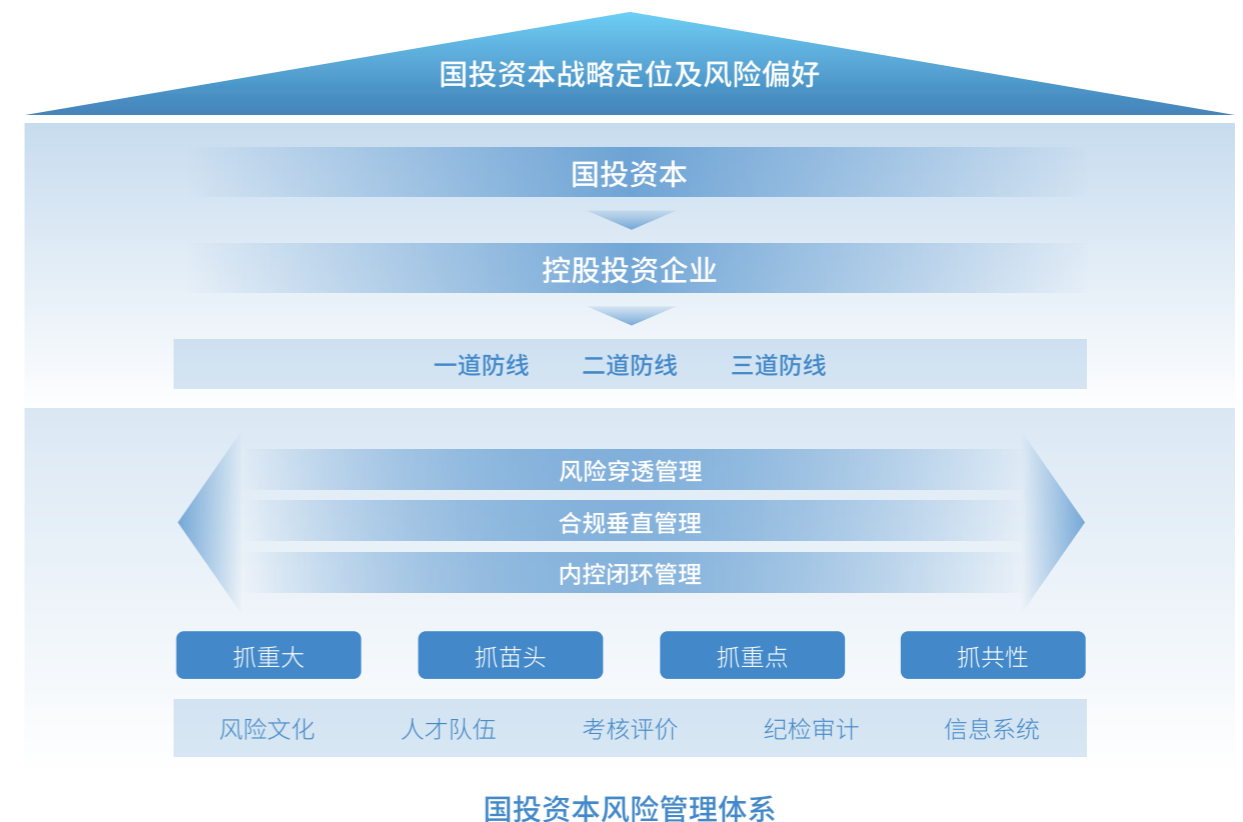 国投资本战略定位及风险偏好
国投资本
控股投资企业
一道防线 二道防线 三道防线
风险穿透管理
合规垂直管理
内控闭环管理
抓重大 抓苗头 抓重点 抓共性
风险文化 人才队伍 考核评价 纪检审计 信息系统
国投资本风险管理体系